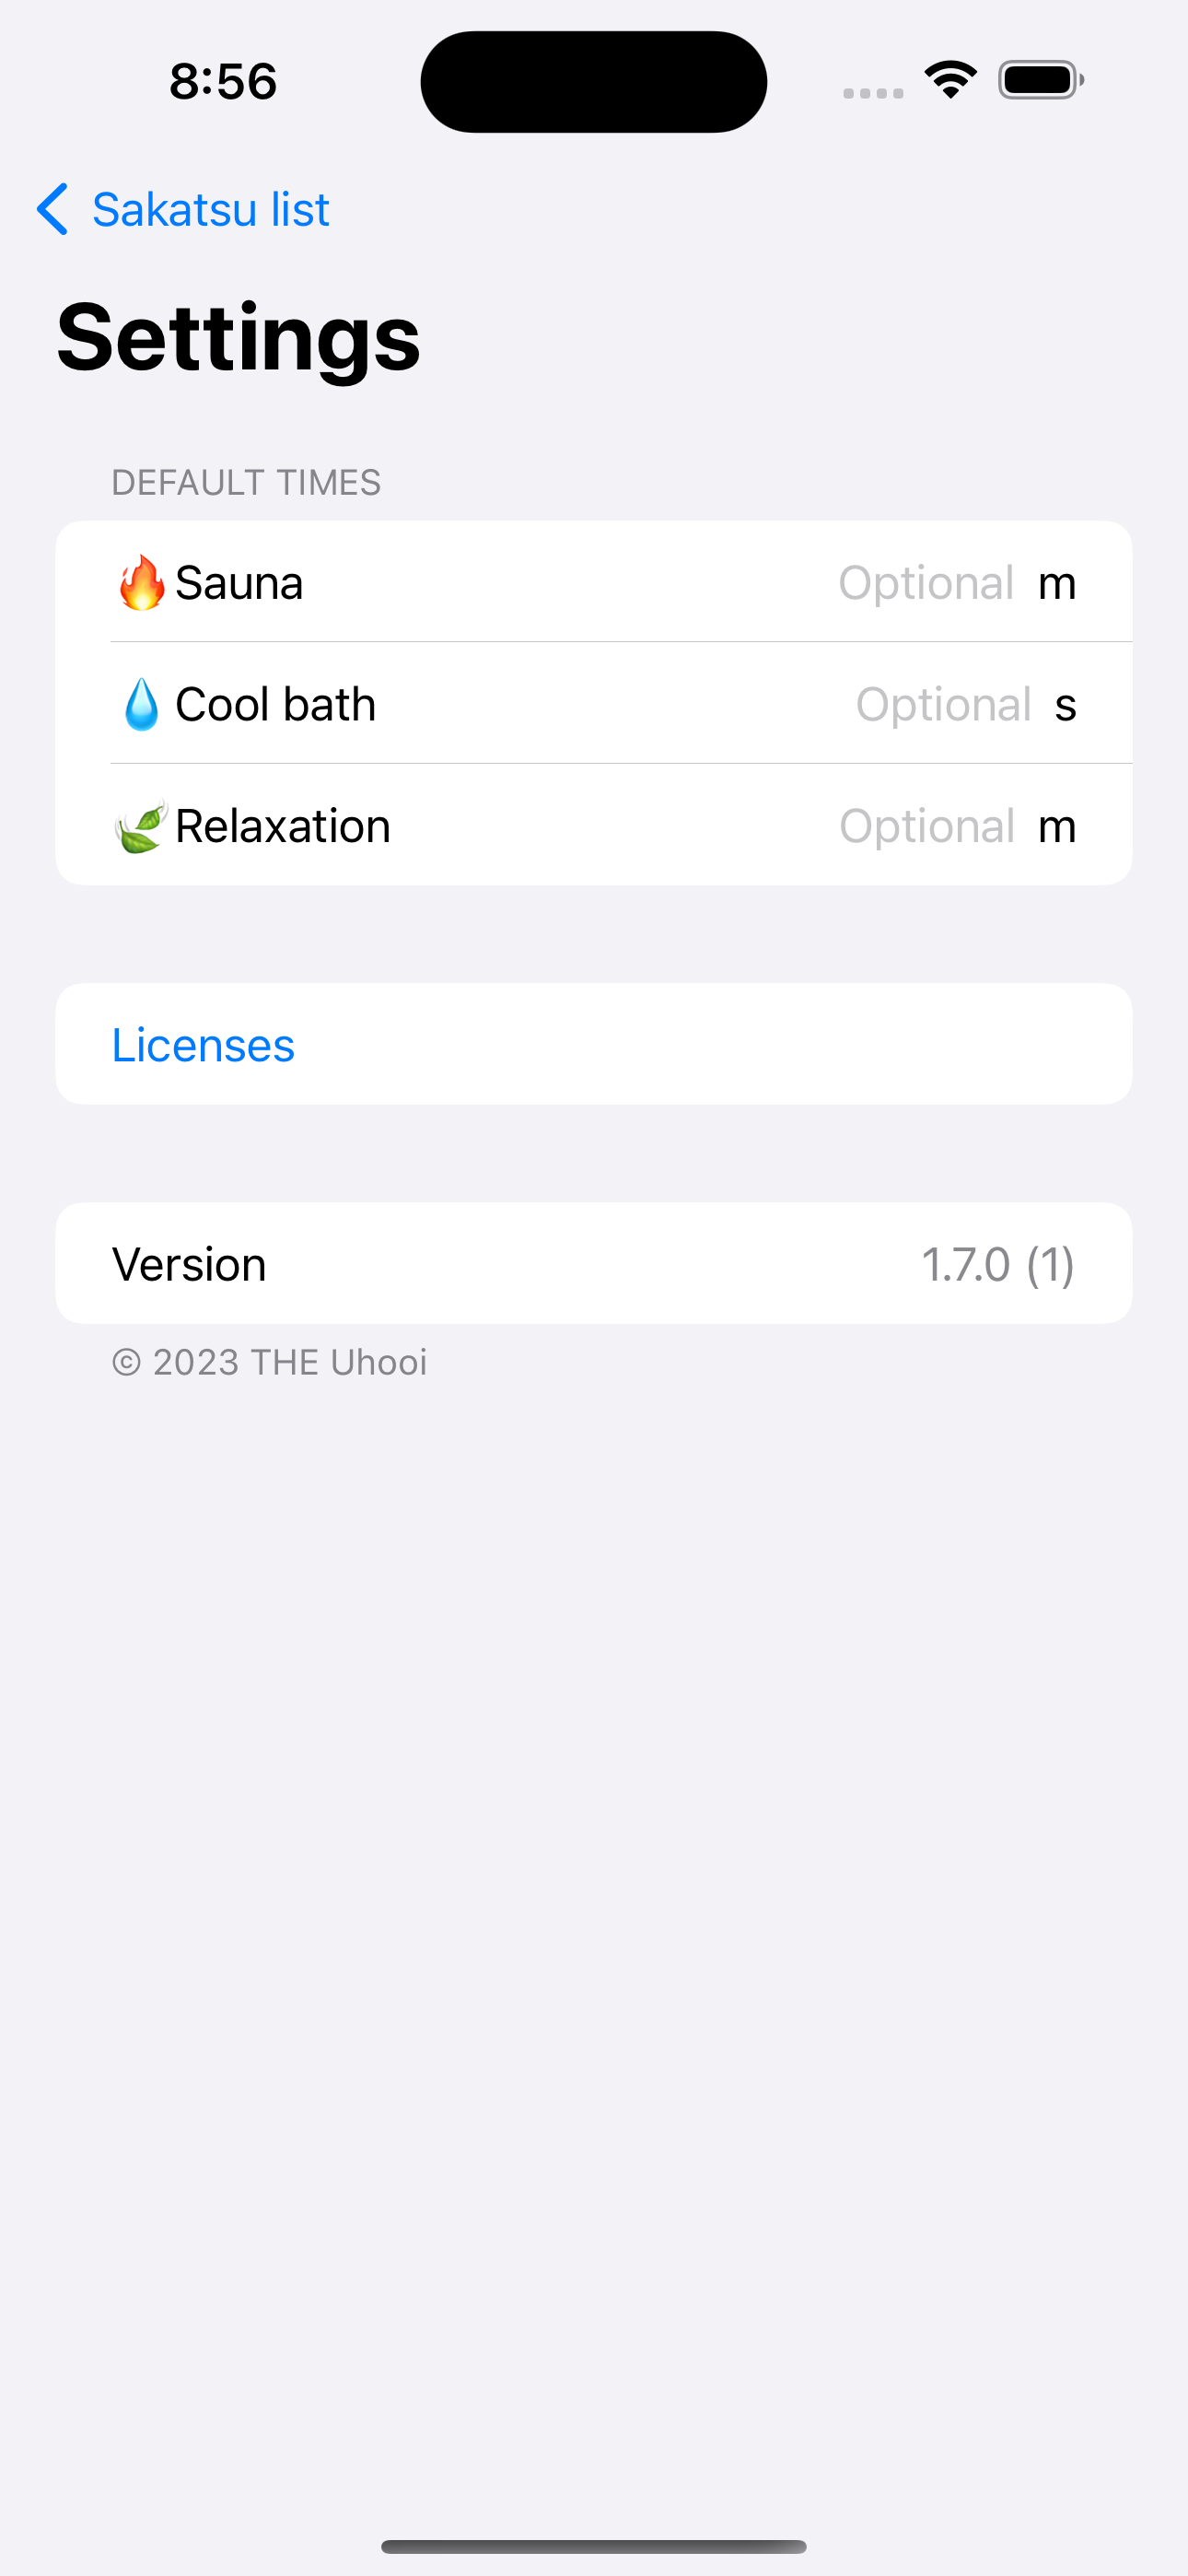 8:56
Sakatsu list
Settings
DEFAULT TIMES
🔥Sauna Optional m
💧Cool bath Optional s
🍃Relaxation Optional m
Licenses
Version 1.7.0 (1)
© 2023 THE Uhooi